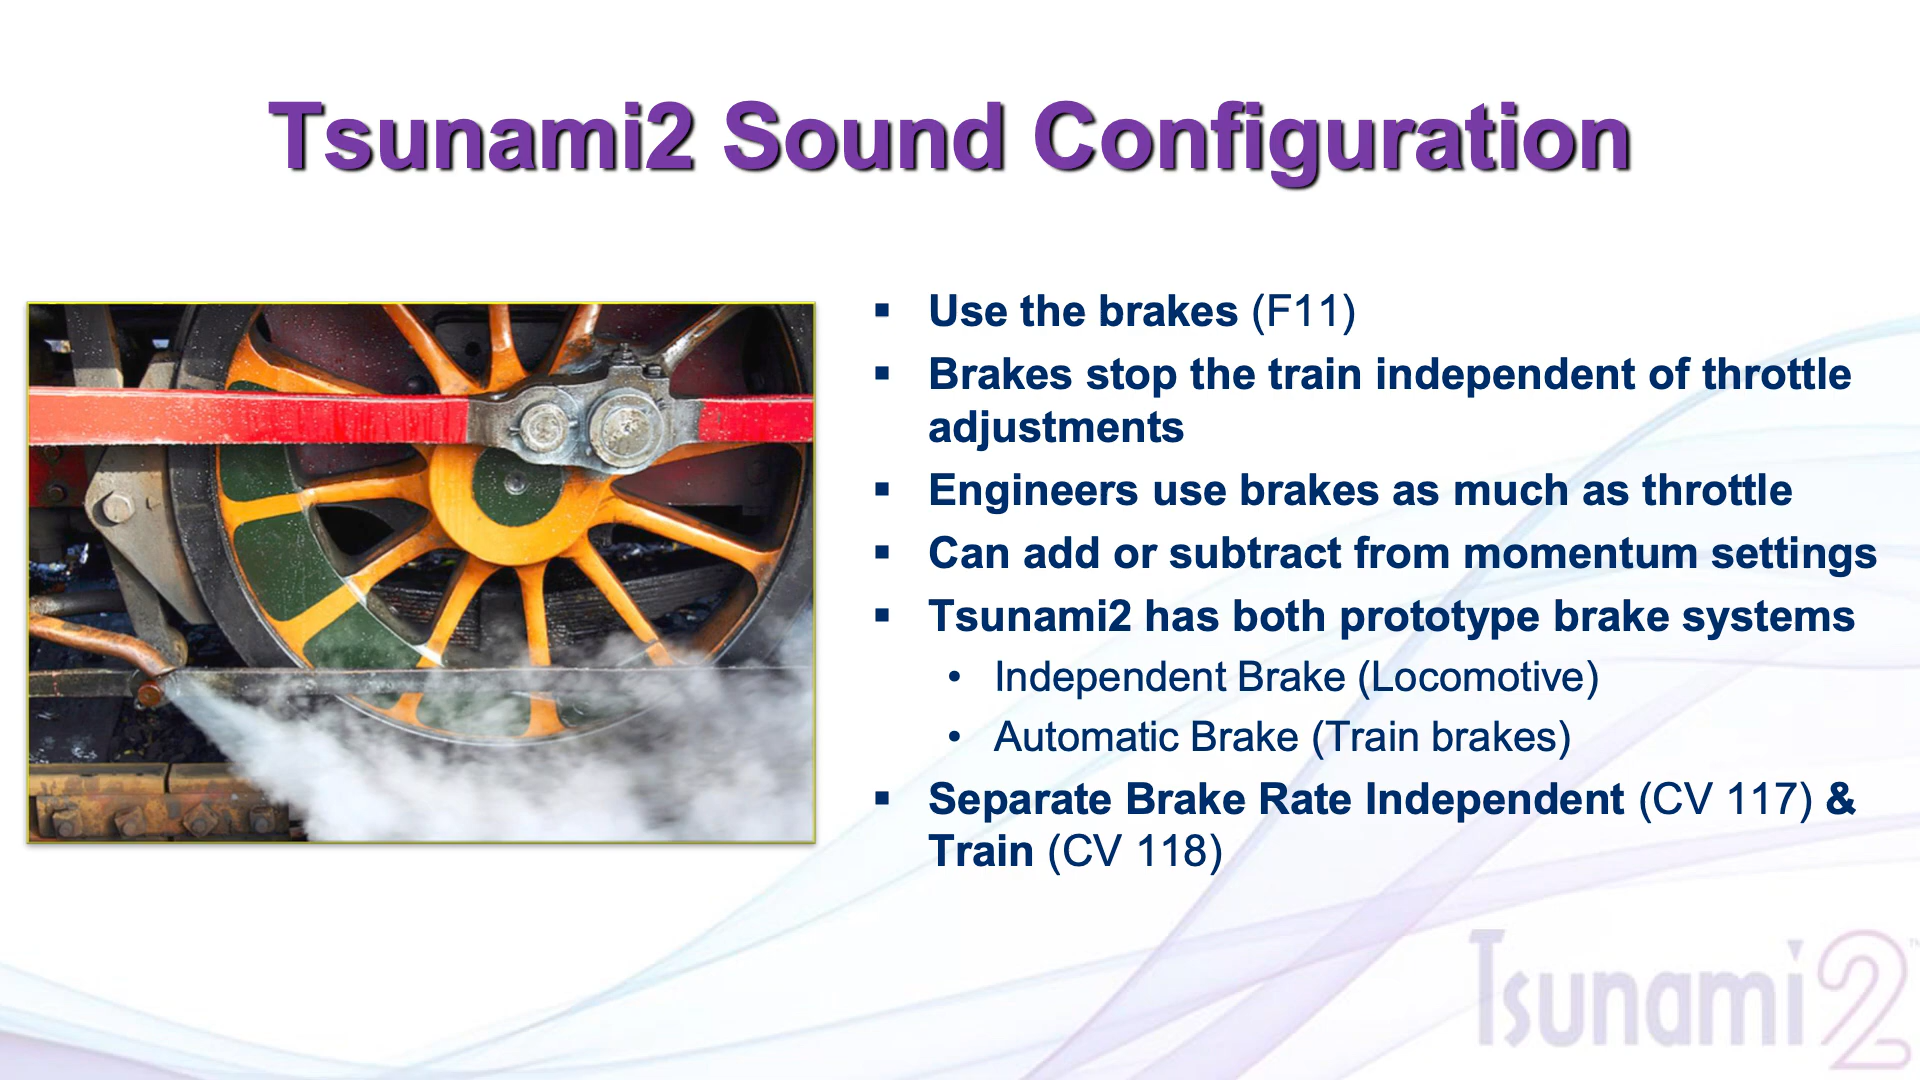 Tsunami2 Sound Configuration
▪ Use the brakes (F11)
▪ Brakes stop the train independent of throttle
adjustments
▪ Engineers use brakes as much as throttle
▪ Can add or subtract from momentum settings
▪ Tsunami2 has both prototype brake systems
• Independent Brake (Locomotive)
• Automatic Brake (Train brakes)
▪ Separate Brake Rate Independent (CV 117) &
Train (CV 118)
Tsunami2™